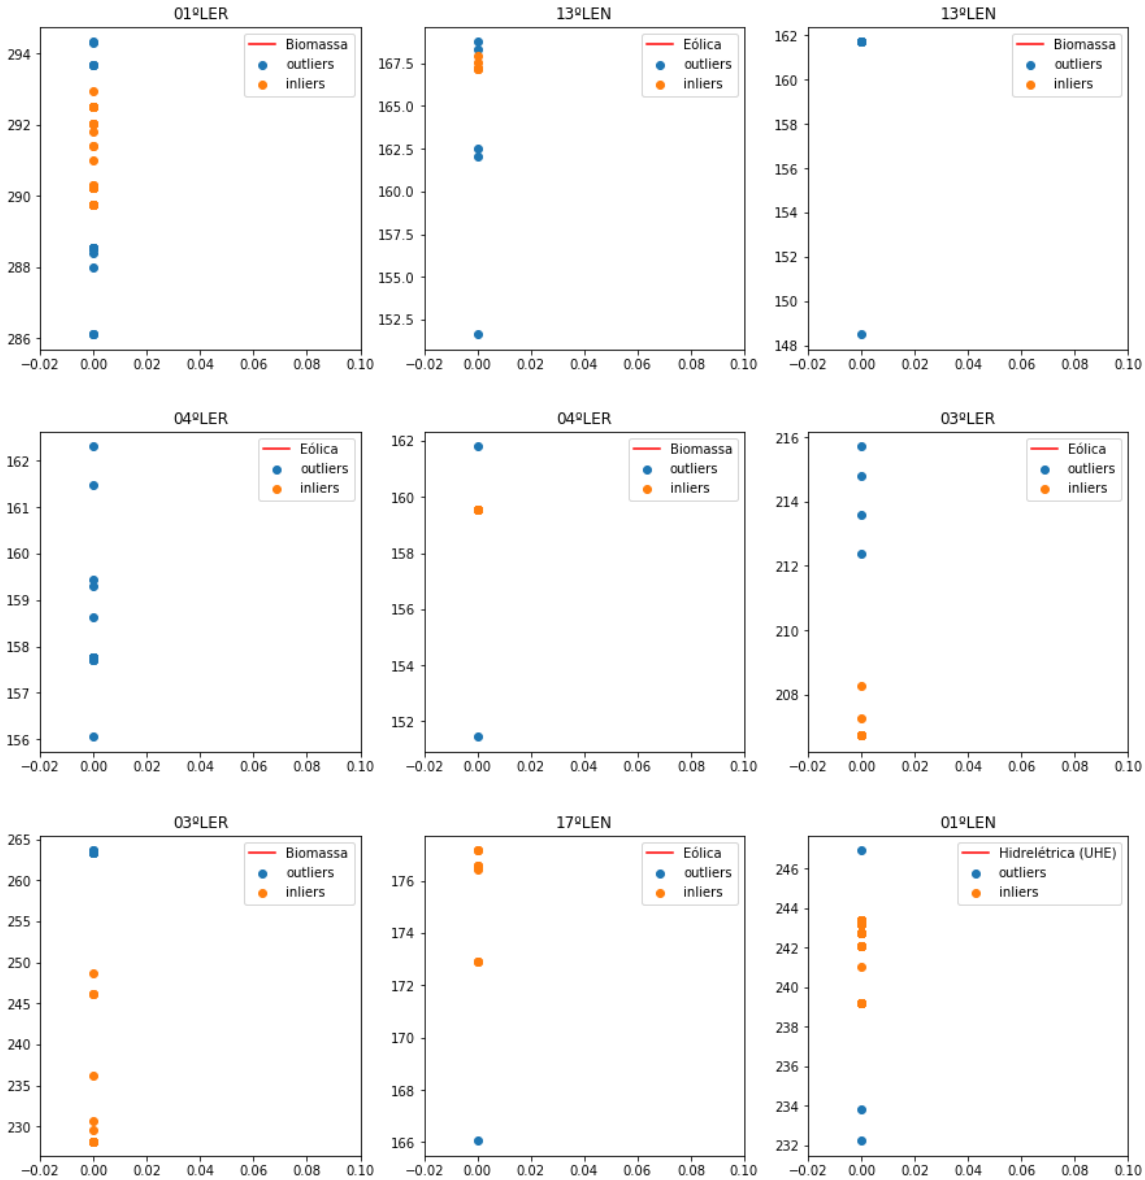 01ºLER
13ºLEN
13ºLEN
294
292
290
288
286
Biomassa
outliers
inliers
−0.02 0.00 0.02 0.04 0.06 0.08 0.10
167.5
165.0
162.5
160.0
157.5
155.0
152.5
Eólica
outliers
inliers
−0.02 0.00 0.02 0.04 0.06 0.08 0.10
162
160
158
156
154
152
150
148
Biomassa
outliers
inliers
−0.02 0.00 0.02 0.04 0.06 0.08 0.10
04ºLER
04ºLER
03ºLER
162
161
160
159
158
157
156
Eólica
outliers
inliers
−0.02 0.00 0.02 0.04 0.06 0.08 0.10
162
160
158
156
154
152
Biomassa
outliers
inliers
−0.02 0.00 0.02 0.04 0.06 0.08 0.10
216
214
212
210
208
Eólica
outliers
inliers
−0.02 0.00 0.02 0.04 0.06 0.08 0.10
03ºLER
17ºLEN
01ºLEN
265
260
255
250
245
240
235
230
Biomassa
outliers
inliers
−0.02 0.00 0.02 0.04 0.06 0.08 0.10
176
174
172
170
168
166
Eólica
outliers
inliers
−0.02 0.00 0.02 0.04 0.06 0.08 0.10
246
244
242
240
238
236
234
232
Hidrelétrica (UHE)
outliers
inliers
−0.02 0.00 0.02 0.04 0.06 0.08 0.10